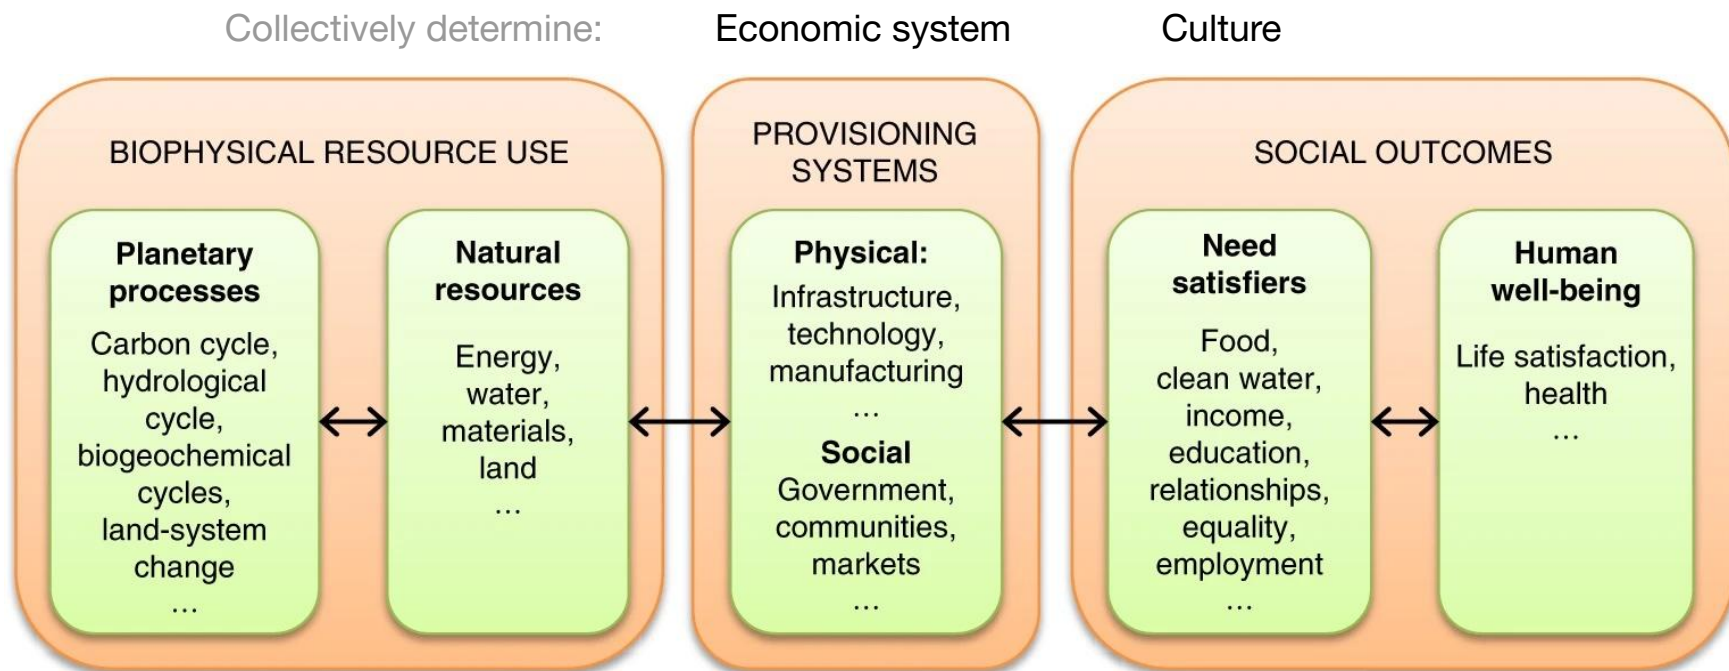 Collectively determine: Economic system Culture
BIOPHYSICAL RESOURCE USE
Planetary
processes
Carbon cycle,
hydrological
cycle,
biogeochemical
cycles,
land-system
change
...
Natural
resources
Energy,
water,
materials,
land
...
PROVISIONING
SYSTEMS
Physical:
Infrastructure,
technology,
manufacturing
...
Social
Government,
communities,
markets
...
SOCIAL OUTCOMES
Need
satisfiers
Food,
clean water,
income,
education,
relationships,
equality,
employment
...
Human
well-being
Life satisfaction,
health
...